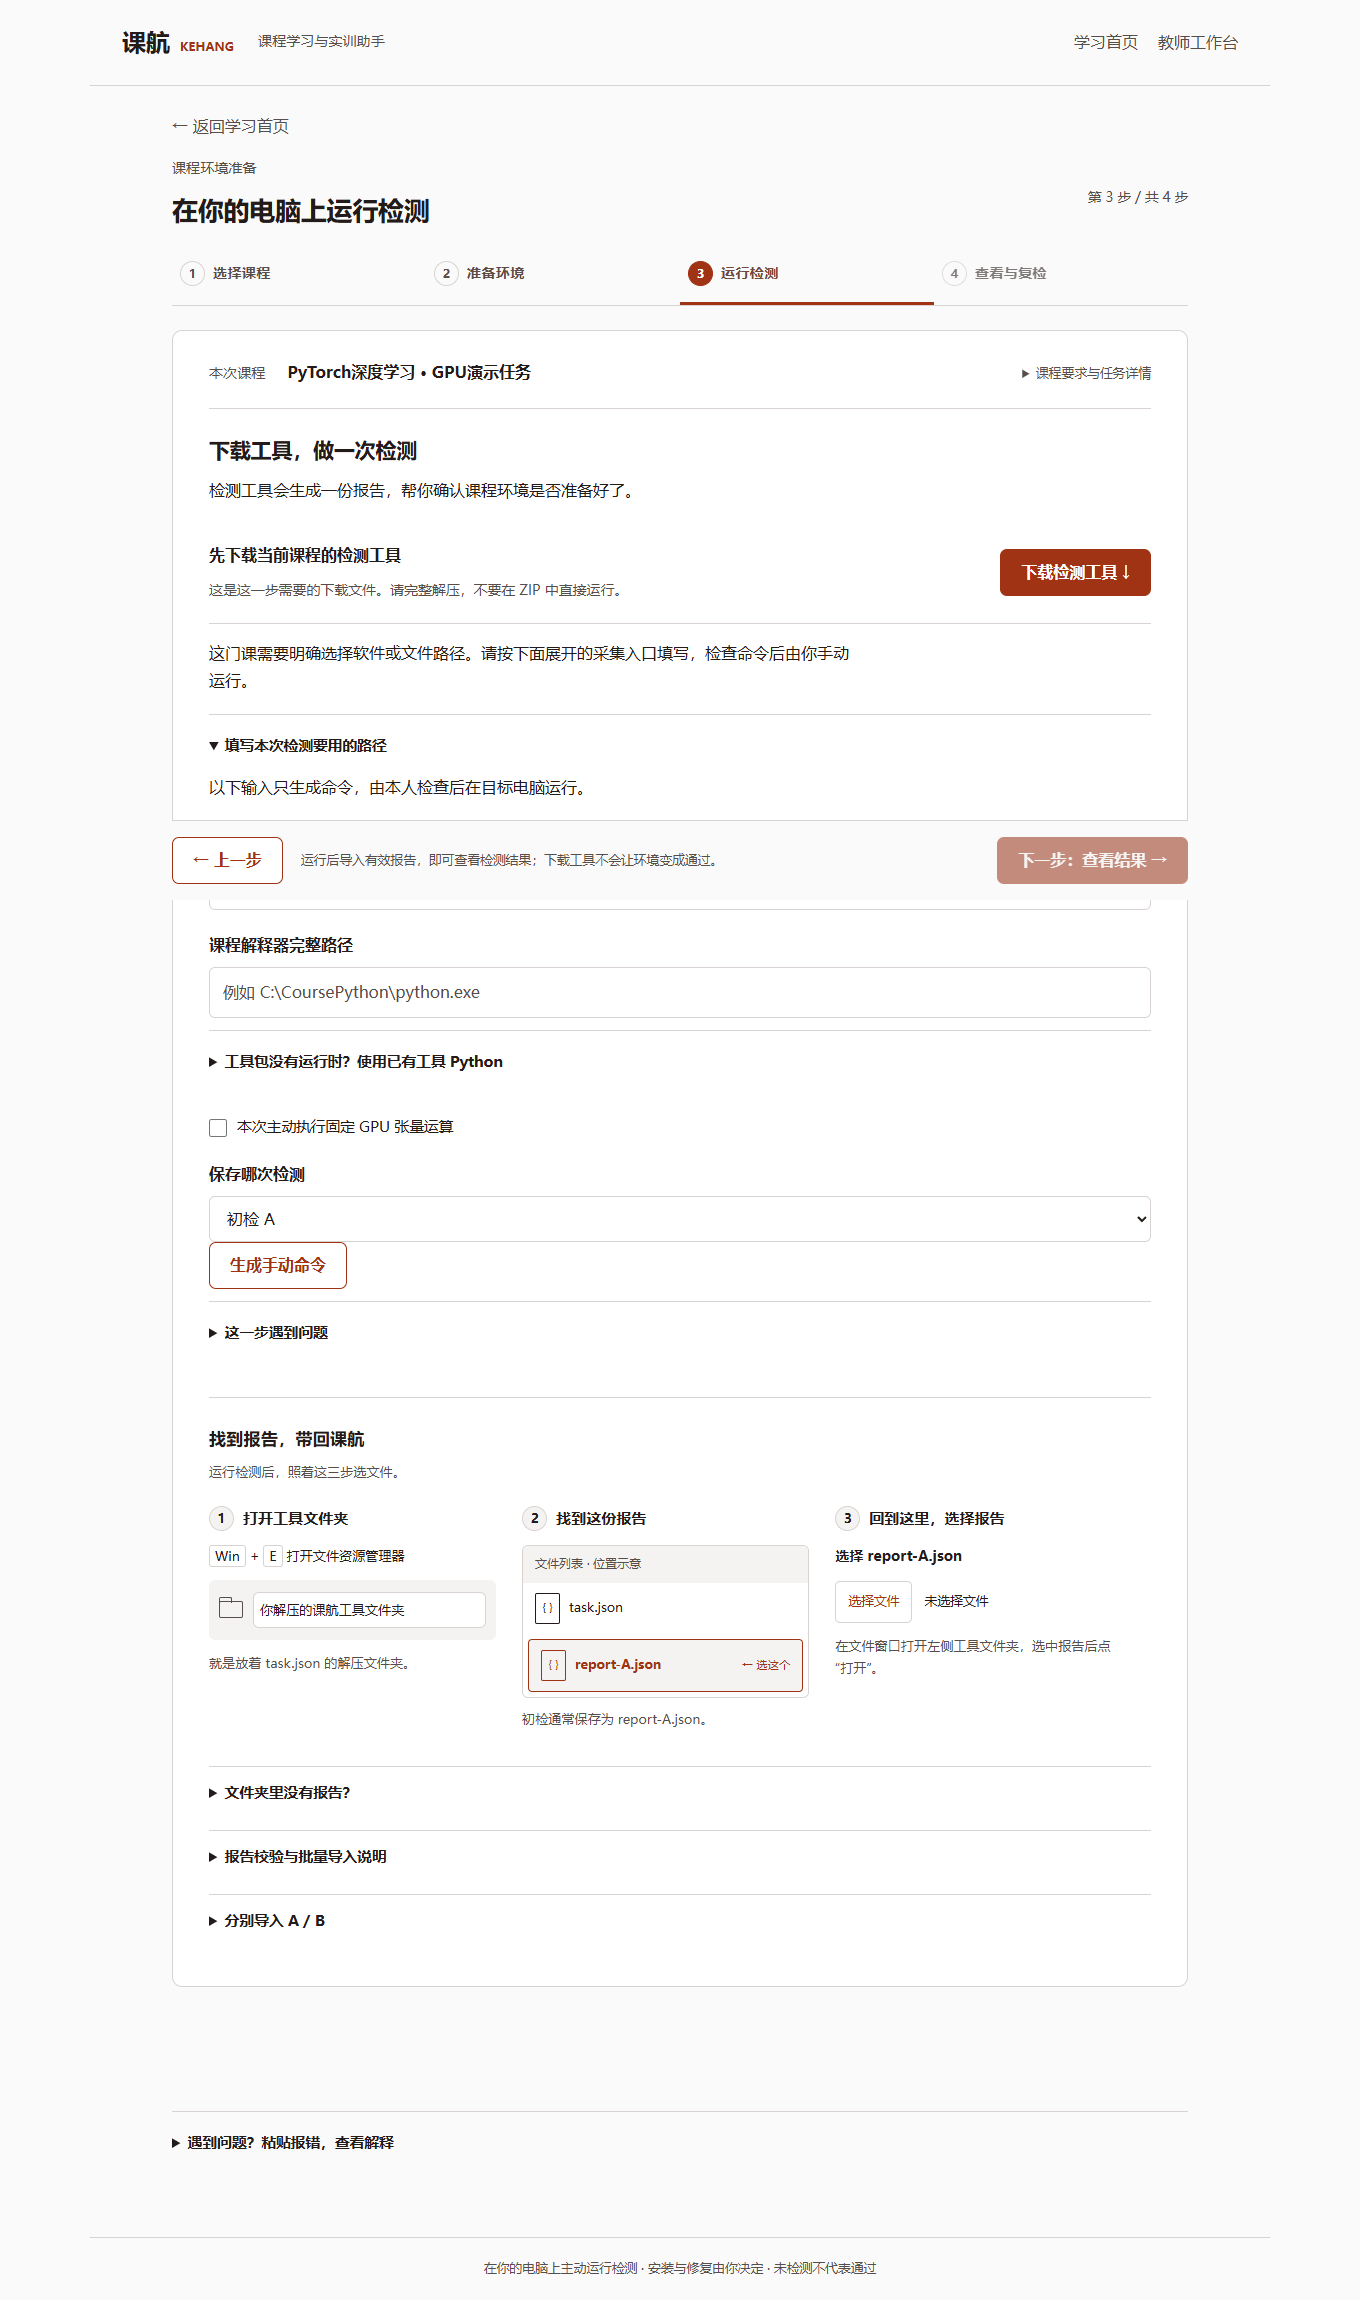 课航 KEHANG 课程学习与实训助手 学习首页 教师工作台
← 返回学习首页
课程环境准备
在你的电脑上运行检测
第 3 步 / 共 4 步
1 选择课程 2 准备环境 3 运行检测 4 查看与复检
本次课程 PyTorch深度学习 • GPU演示任务 ▶ 课程要求与任务详情
下载工具，做一次检测
检测工具会生成一份报告，帮你确认课程环境是否准备好了。
先下载当前课程的检测工具
这是这一步需要的下载文件。请完整解压，不要在 ZIP 中直接运行。
下载检测工具 ↓
这门课需要明确选择软件或文件路径。请按下面展开的采集入口填写，检查命令后由你手动
运行。
▼ 填写本次检测要用的路径
以下输入只生成命令，由本人检查后在目标电脑运行。
← 上一步 运行后导入有效报告，即可查看检测结果；下载工具不会让环境变成通过。 下一步：查看结果 →
课程解释器完整路径
例如 C:\CoursePython\python.exe
▶ 工具包没有运行时？使用已有工具 Python
本次主动执行固定 GPU 张量运算
保存哪次检测
初检 A
生成手动命令
▶ 这一步遇到问题
找到报告，带回课航
运行检测后，照着这三步选文件。
1 打开工具文件夹
Win + E 打开文件资源管理器
你解压的课航工具文件夹
就是放着 task.json 的解压文件夹。
2 找到这份报告
文件列表 · 位置示意
{ } task.json
{ } report-A.json ← 选这个
初检通常保存为 report-A.json。
3 回到这里，选择报告
选择 report-A.json
选择文件 未选择文件
在文件窗口打开左侧工具文件夹，选中报告后点
“打开”。
▶ 文件夹里没有报告？
▶ 报告校验与批量导入说明
▶ 分别导入 A / B
▶ 遇到问题？粘贴报错，查看解释
在你的电脑上主动运行检测 · 安装与修复由你决定 · 未检测不代表通过